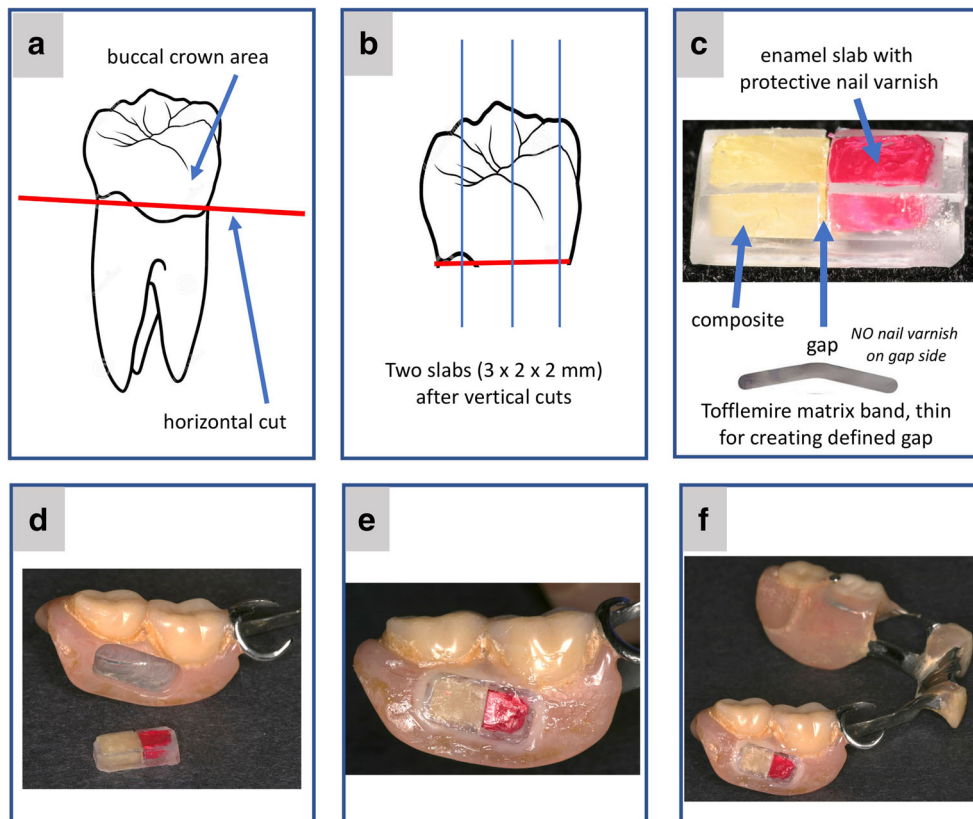 a
buccal crown area
horizontal cut
b
Two slabs (3 x 2 x 2 mm)
after vertical cuts
c
enamel slab with
protective nail varnish
composite
gap
NO nail varnish
on gap side
Tofflemire matrix band, thin
for creating defined gap
d
e
f